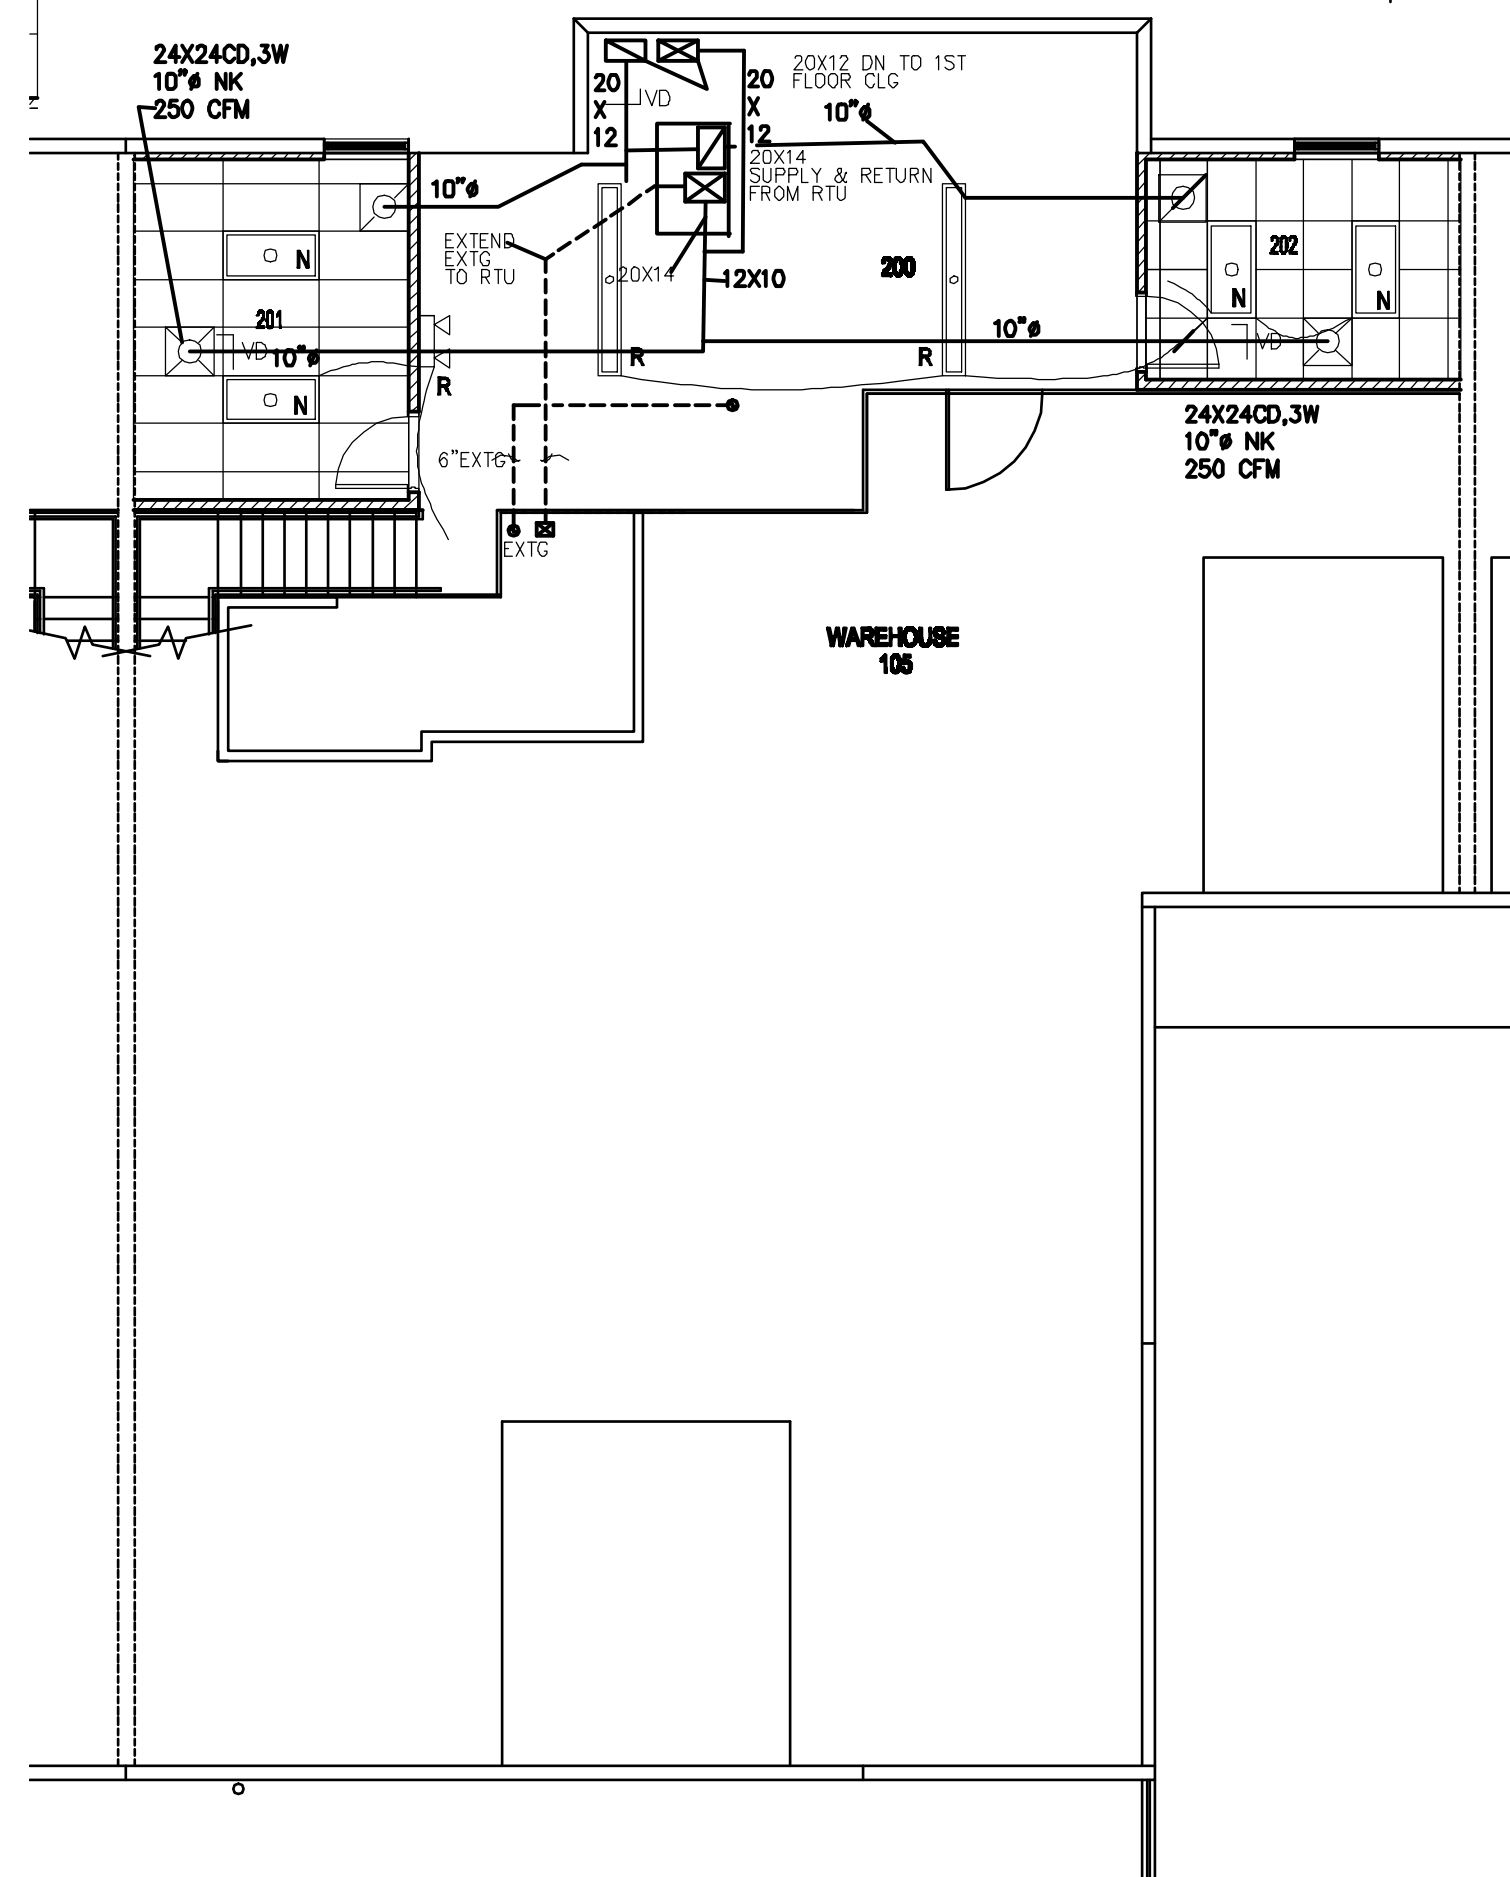 24X24CD,3W
10"ø NK
250 CFM
20
X
12
VD
20
X
12
20X12 DN TO 1ST
FLOOR CLG
10"ø
20X14
SUPPLY & RETURN
FROM RTU
10"ø
EXTEND
EXTG
TO RTU
20X14
12X10
200
N
201
VD
10"ø
N
R
R
R
10"ø
202
N
N
VD
24X24CD,3W
10"ø NK
250 CFM
6"EXTG
EXTG
WAREHOUSE
105